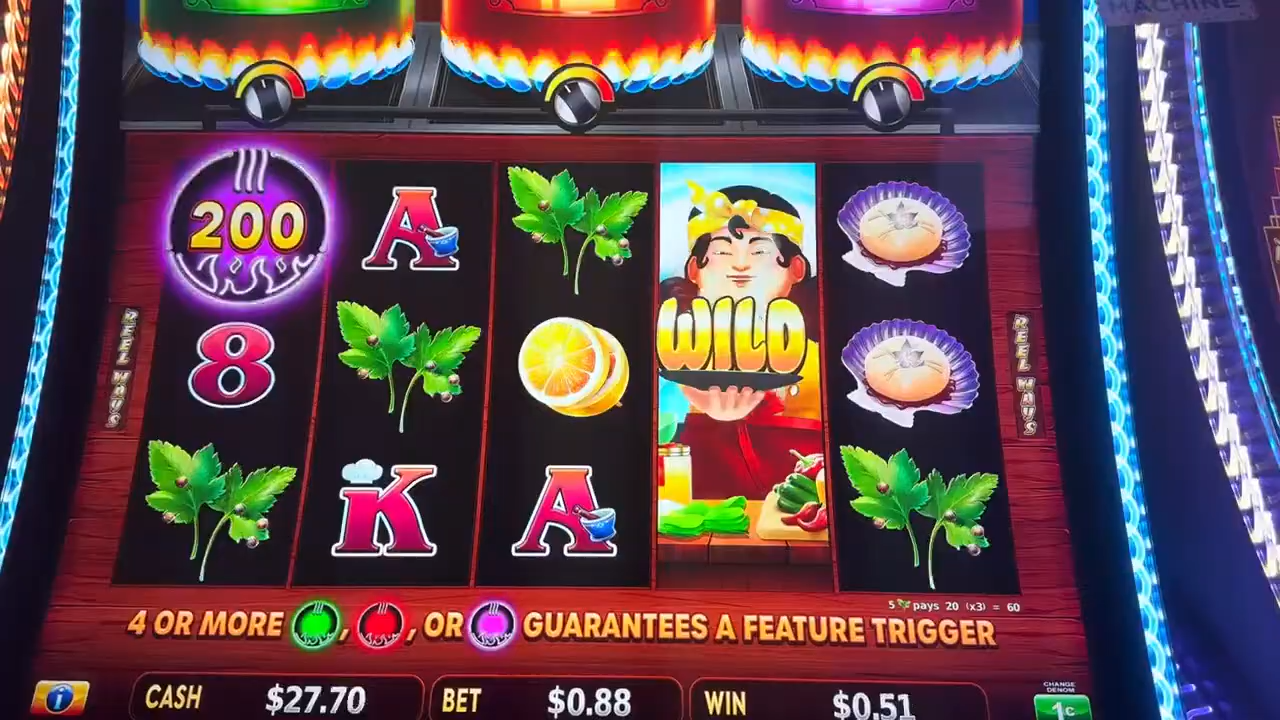 MACHINE
200
A
WILD
8
K
A
REEL WAYS
REEL WAYS
5 pays 20 (x3) = 60
4 OR MORE , , OR GUARANTEES A FEATURE TRIGGER
CASH $27.70 BET $0.88 WIN $0.51
CHANGE
DENOM
1¢